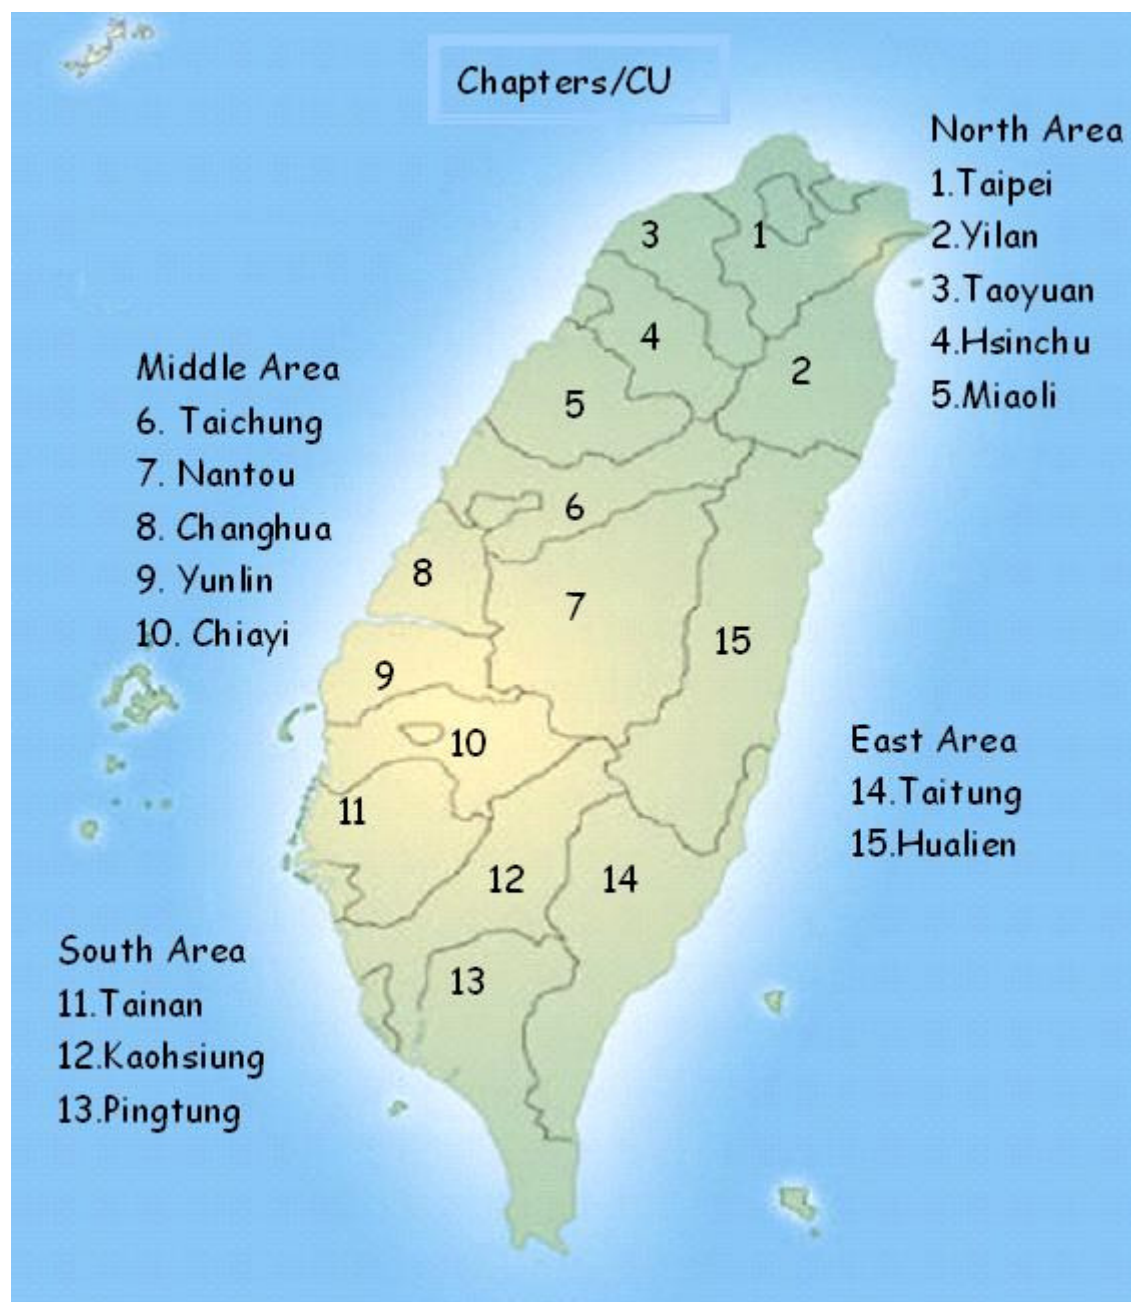 Chapters/CU
North Area
1.Taipei
2.Yilan
3.Taoyuan
4.Hsinchu
5.Miaoli
Middle Area
6. Taichung
7. Nantou
8. Changhua
9. Yunlin
10. Chiayi
East Area
14.Taitung
15.Hualien
South Area
11.Tainan
12.Kaohsiung
13.Pingtung
3
1
4
2
5
6
8
7
15
9
10
11
12
14
13